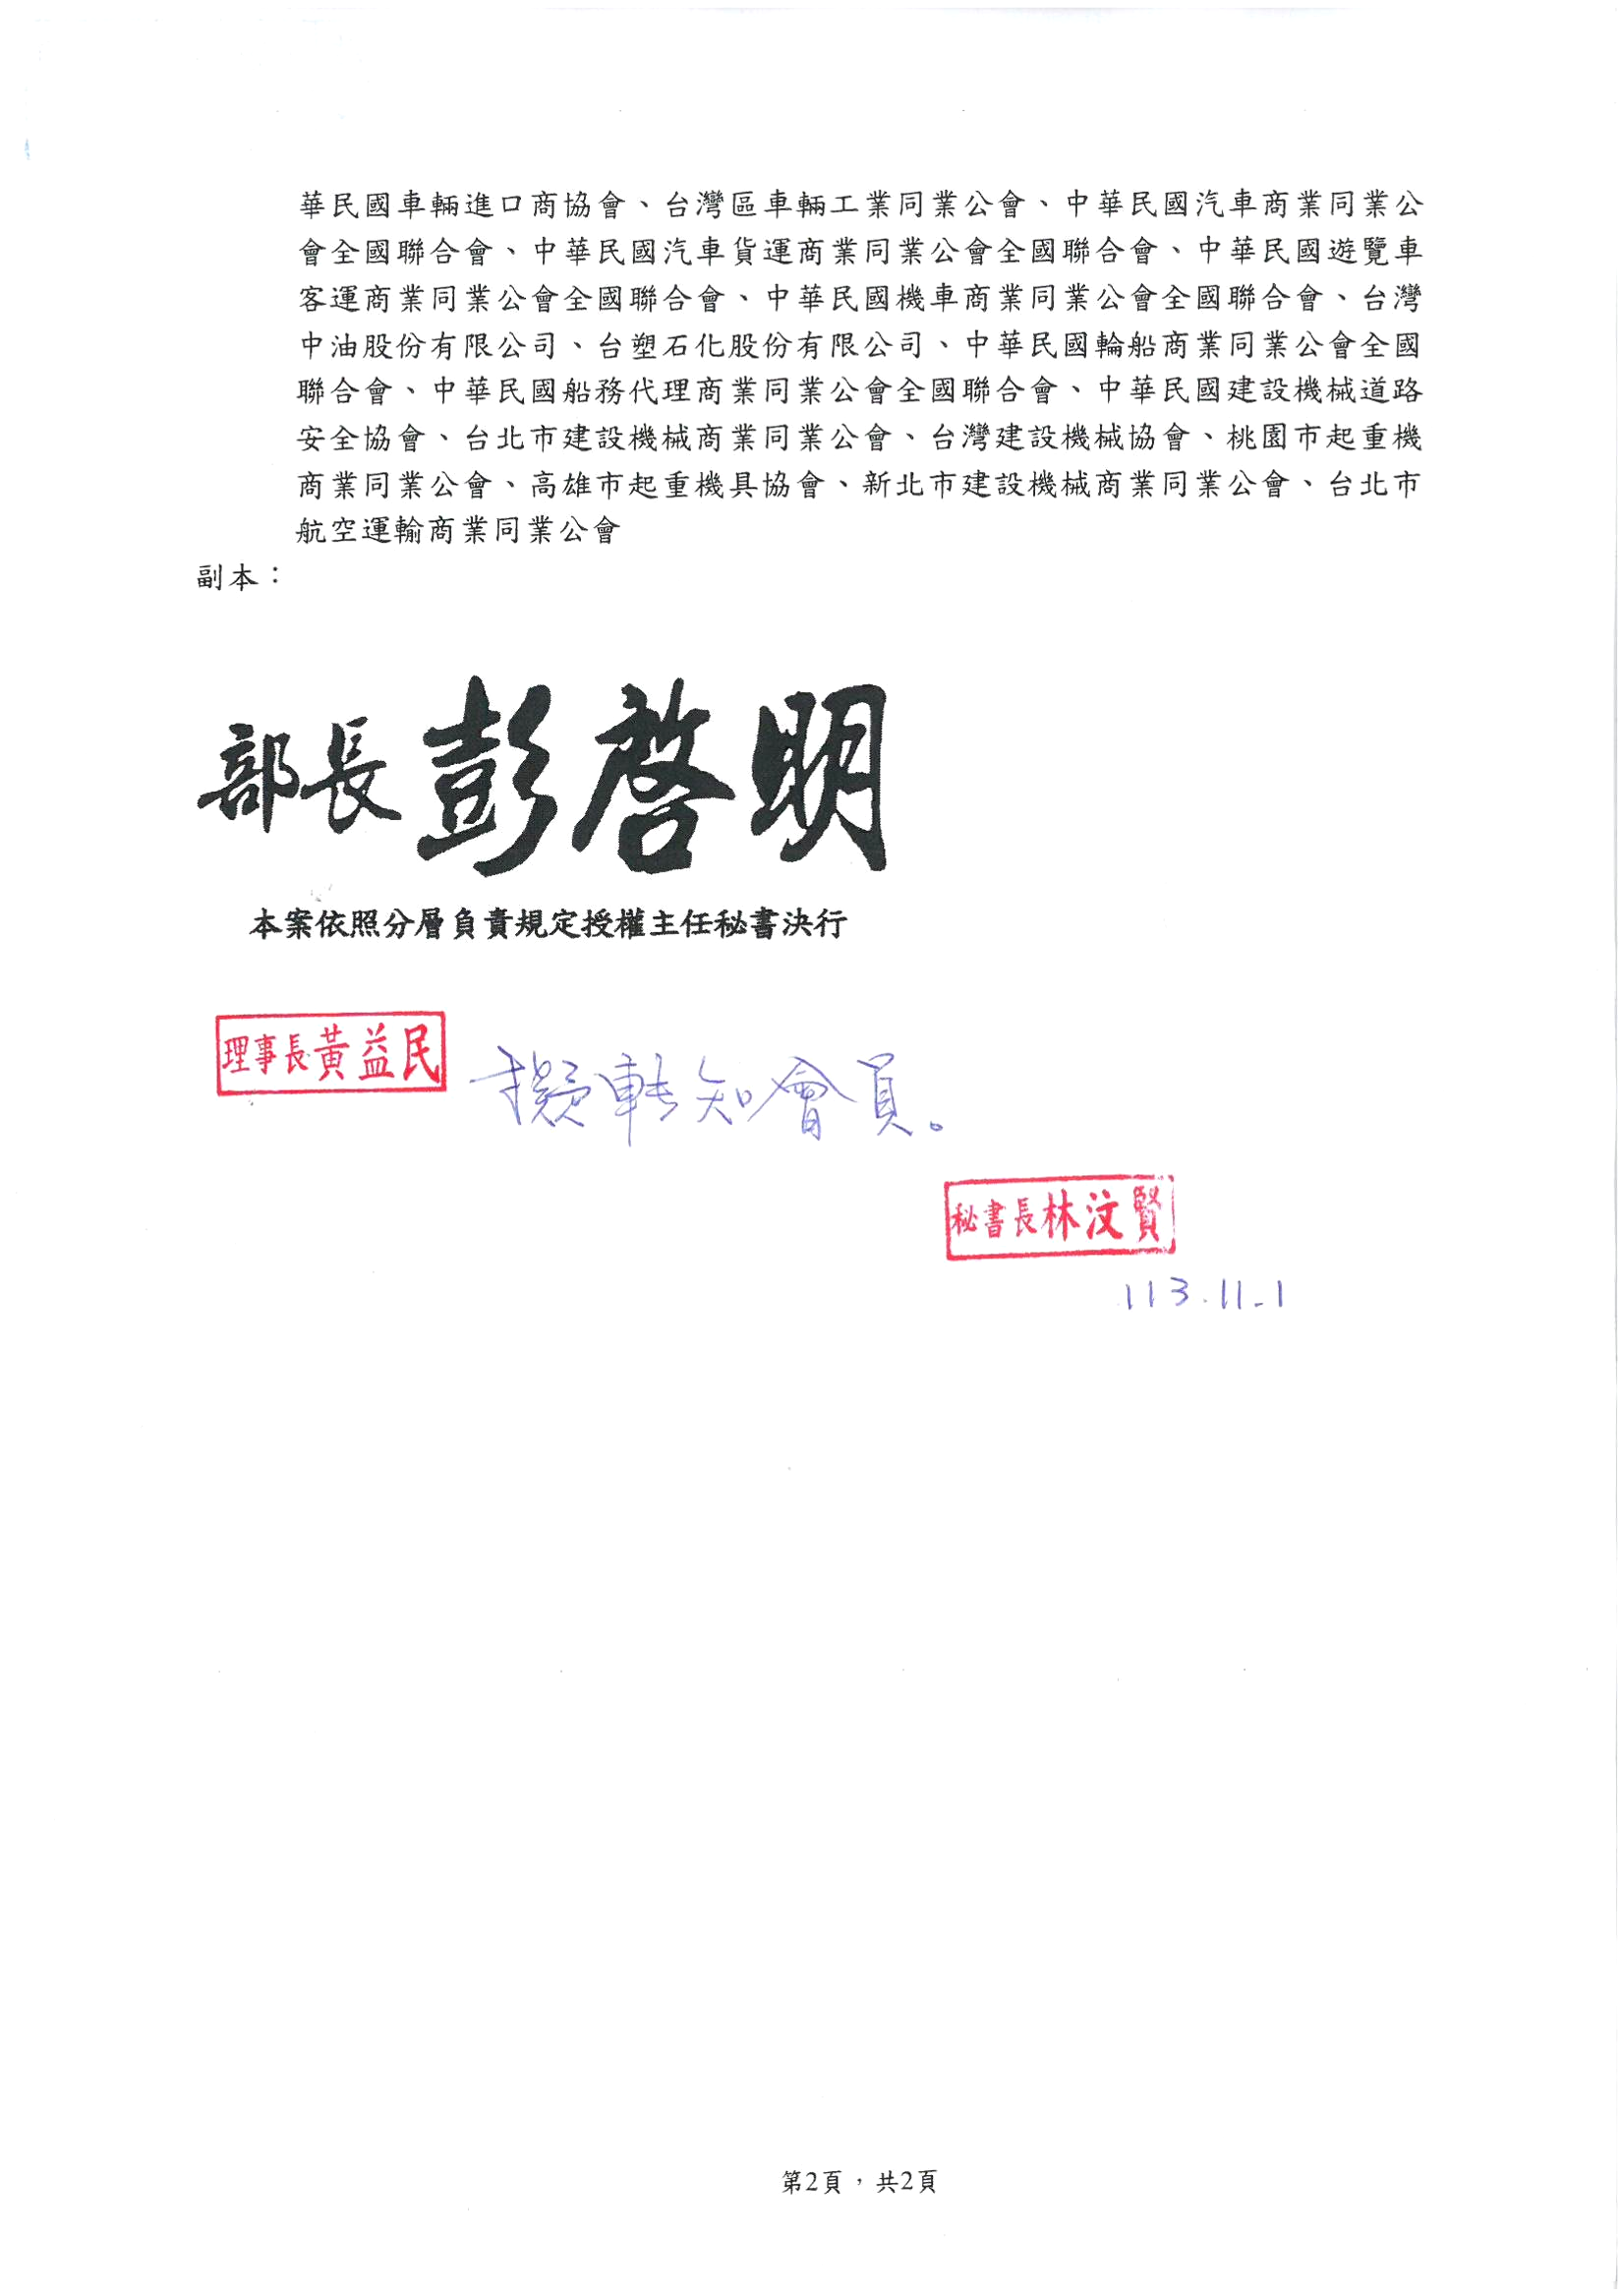 華民國車輛進口商協會、台灣區車輛工業同業公會、中華民國汽車商業同業公
會全國聯合會、中華民國汽車貨運商業同業公會全國聯合會、中華民國遊覽車
客運商業同業公會全國聯合會、中華民國機車商業同業公會全國聯合會、台灣
中油股份有限公司、台塑石化股份有限公司、中華民國輪船商業同業公會全國
聯合會、中華民國船務代理商業同業公會全國聯合會、中華民國建設機械道路
安全協會、台北市建設機械商業同業公會、台灣建設機械協會、桃園市起重機
商業同業公會、高雄市起重機具協會、新北市建設機械商業同業公會、台北市
航空運輸商業同業公會
副本：
部長彭啓明
本案依照分層負責規定授權主任秘書決行
理事長黃益民
擬轉知會員。
秘書長林汶賢
113.11.1
第2頁，共2頁